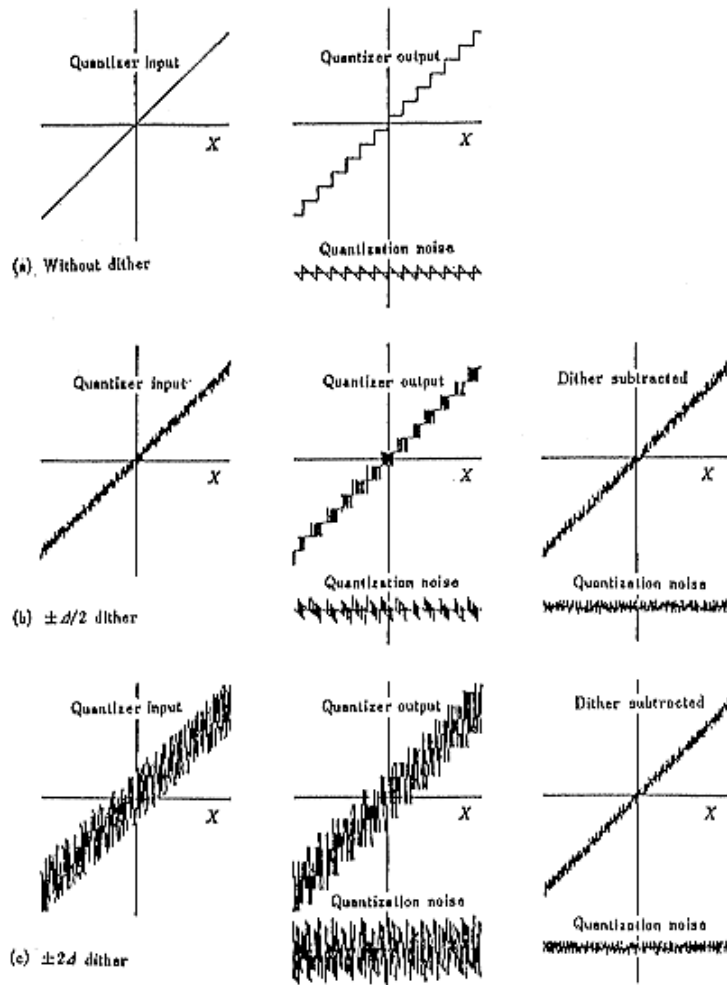 Quantizer input
X
Quantizer output
X
Quantization noise
(a) Without dither
Quantizer input
X
Quantizer output
X
Dither subtracted
X
Quantization noise
Quantization noise
(b) ±Δ/2 dither
Quantizer input
X
Quantizer output
X
Dither subtracted
X
Quantization noise
Quantization noise
(c) ±2Δ dither